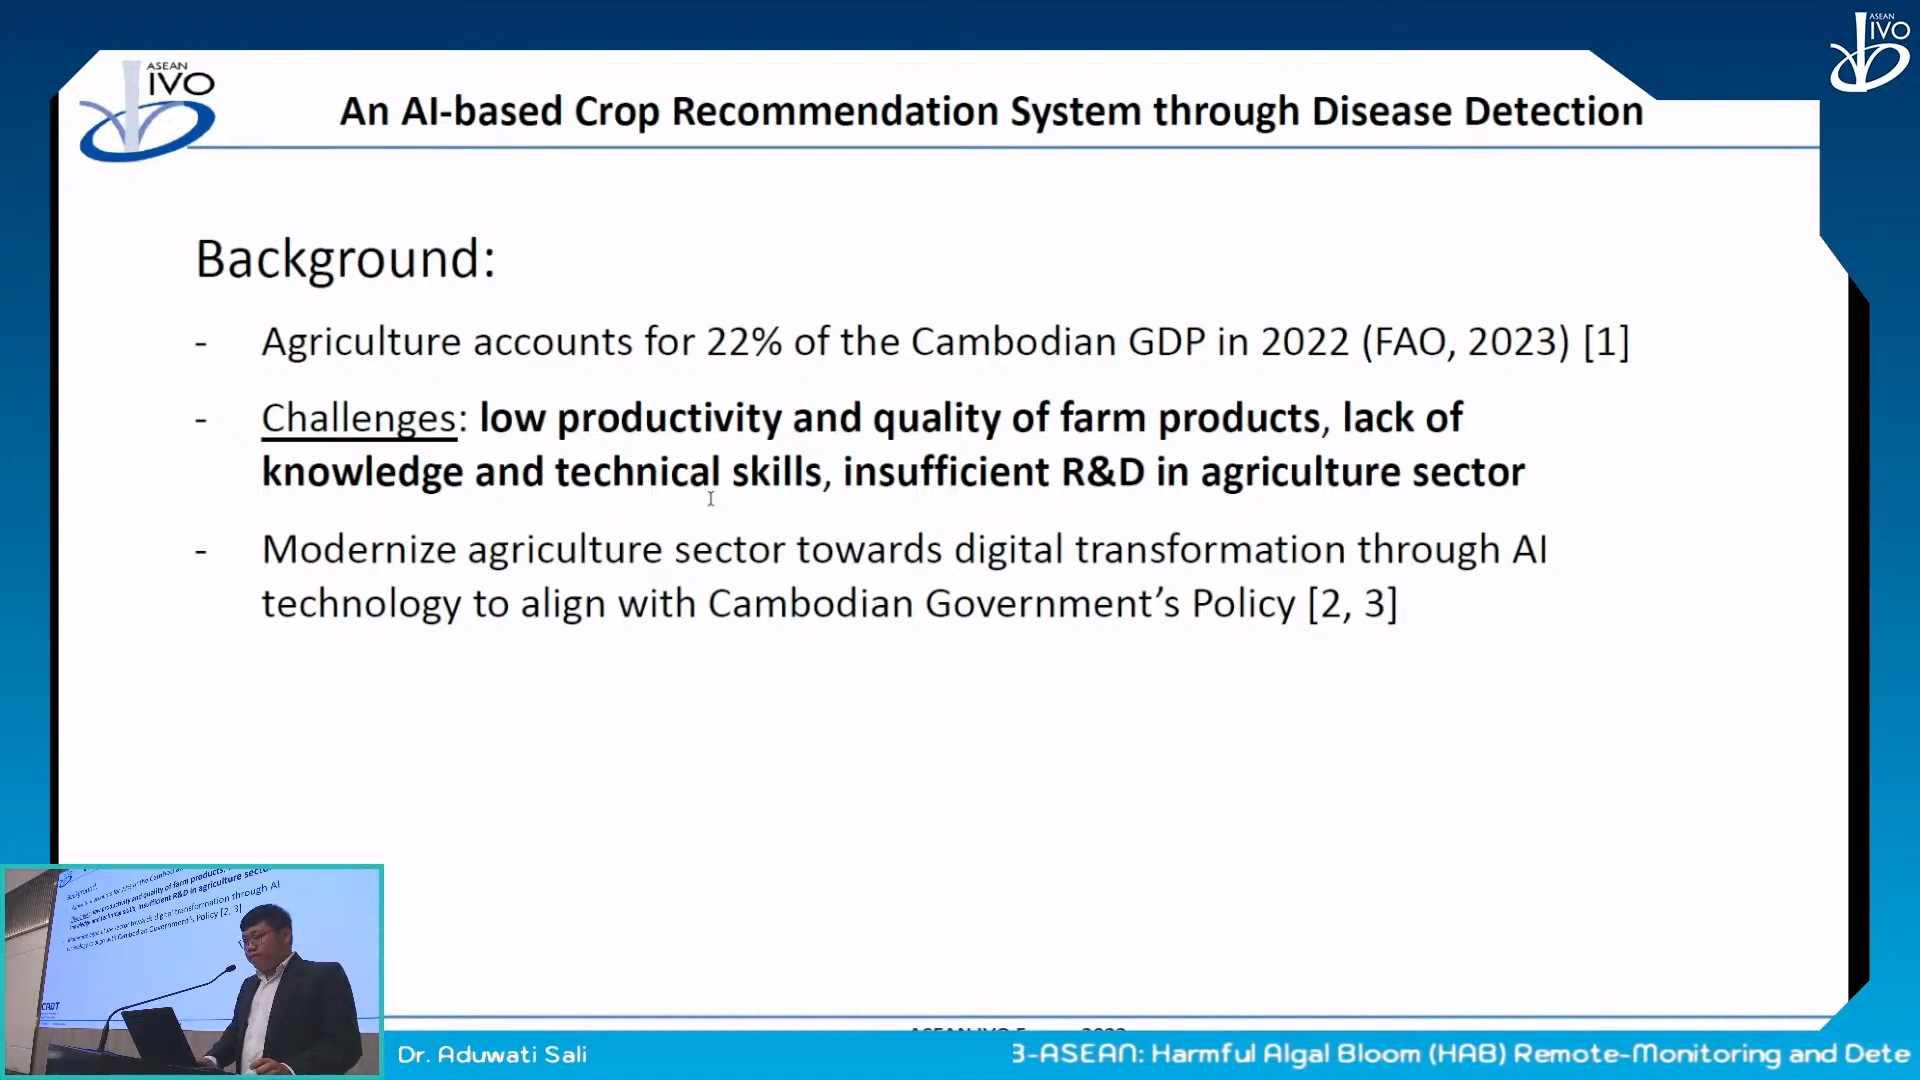 ASEAN
IVO
ASEAN
IVO
An AI-based Crop Recommendation System through Disease Detection
Background:
- Agriculture accounts for 22% of the Cambodian GDP in 2022 (FAO, 2023) [1]
- Challenges: low productivity and quality of farm products, lack of
knowledge and technical skills, insufficient R&D in agriculture sector
- Modernize agriculture sector towards digital transformation through AI
technology to align with Cambodian Government's Policy [2, 3]
Dr. Aduwati Sali
3-ASEAN: Harmful Algal Bloom (HAB) Remote-Monitoring and Dete